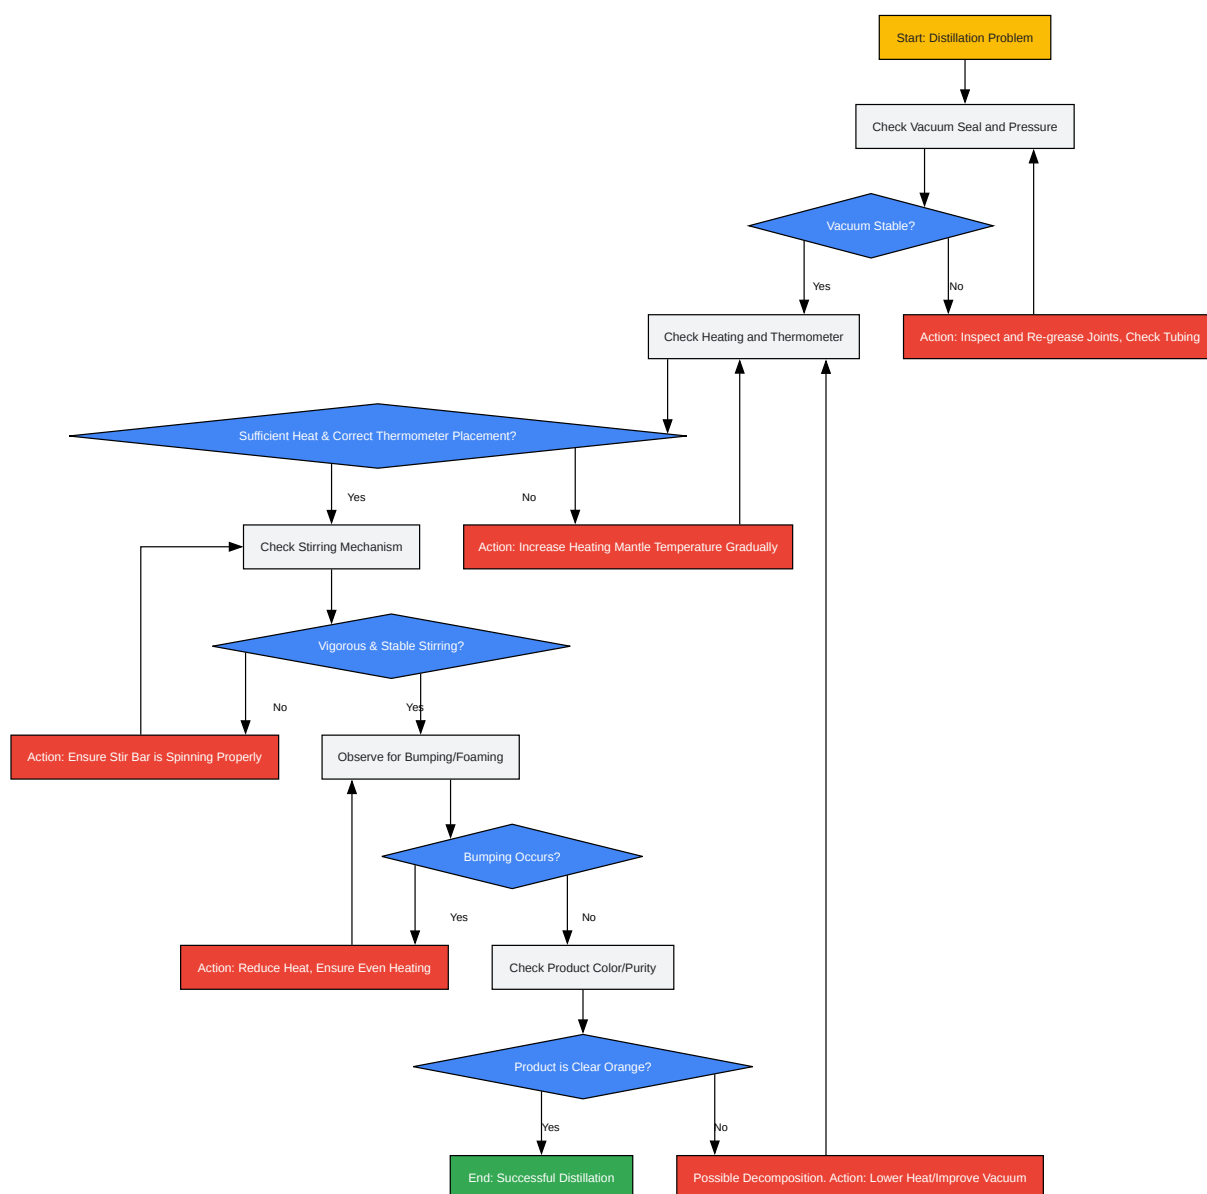 Start: Distillation Problem
Check Vacuum Seal and Pressure
Vacuum Stable?
Yes
No
Check Heating and Thermometer
Action: Inspect and Re-grease Joints, Check Tubing
Sufficient Heat & Correct Thermometer Placement?
Yes
No
Check Stirring Mechanism
Action: Increase Heating Mantle Temperature Gradually
Vigorous & Stable Stirring?
No
Yes
Action: Ensure Stir Bar is Spinning Properly
Observe for Bumping/Foaming
Bumping Occurs?
Yes
No
Action: Reduce Heat, Ensure Even Heating
Check Product Color/Purity
Product is Clear Orange?
Yes
No
End: Successful Distillation
Possible Decomposition. Action: Lower Heat/Improve Vacuum